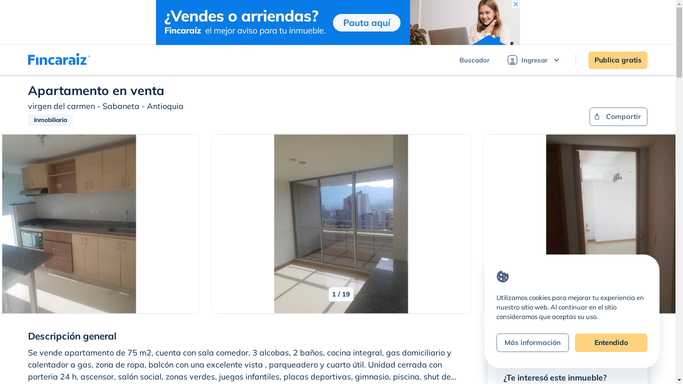 ¿Vendes o arriendas?
Fincaraíz el mejor aviso para tu inmueble.
Pauta aquí
Fincaraíz
Buscador
Ingresar
Publica gratis
Apartamento en venta
virgen del carmen - Sabaneta - Antioquia
Inmobiliaria
Compartir
1 / 19
Utilizamos cookies para mejorar tu experiencia en
nuestro sitio web. Al continuar en el sitio
consideramos que aceptas su uso.
Más información
Entendido
Descripción general
Se vende apartamento de 75 m2, cuenta con sala comedor, 3 alcobas, 2 baños, cocina integral, gas domiciliario y
calentador a gas, zona de ropa, balcón con una excelente vista , parqueadero y cuarto útil. Unidad cerrada con
porteria 24 h, ascensor, salón social, zonas verdes, juegos infantiles, placas deportivas, gimnasio, piscina, shut de...
¿Te interesó este inmueble?